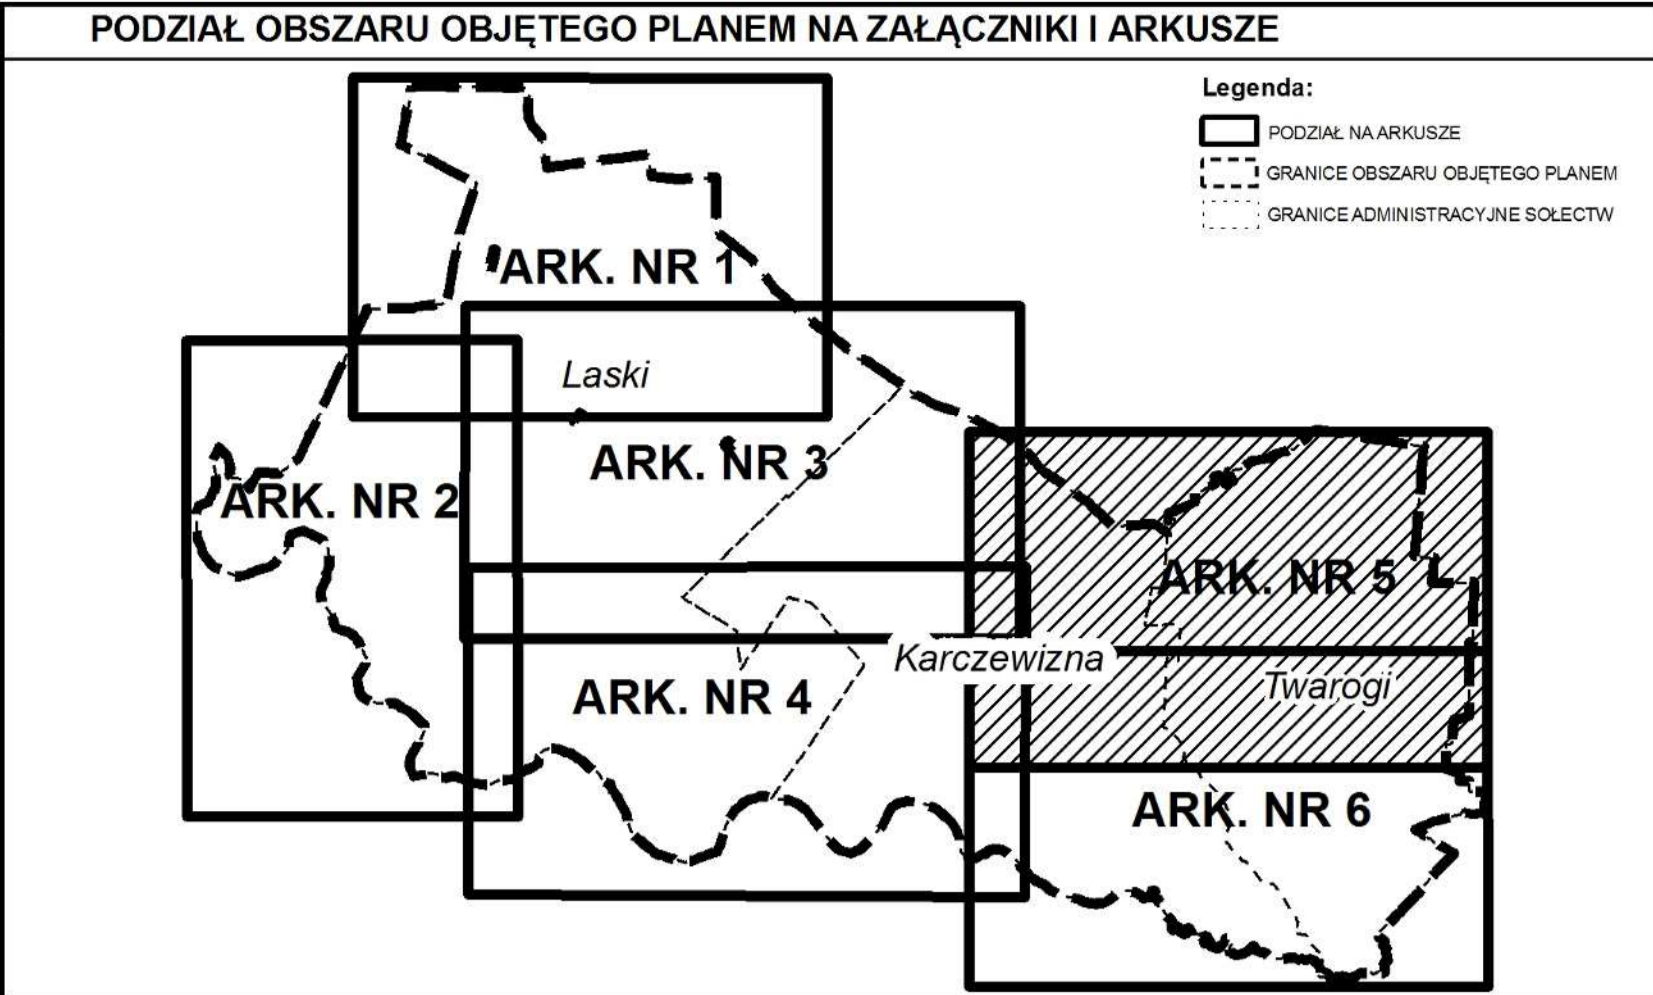 PODZIAŁ OBSZARU OBJĘTEGO PLANEM NA ZAŁĄCZNIKI I ARKUSZE
Legenda:
PODZIAŁ NA ARKUSZE
GRANICE OBSZARU OBJĘTEGO PLANEM
GRANICE ADMINISTRACYJNE SOŁECTW
ARK. NR 1
Laski
ARK. NR 3
ARK. NR 2
ARK. NR 5
Karczewizna
Twarogi
ARK. NR 4
ARK. NR 6